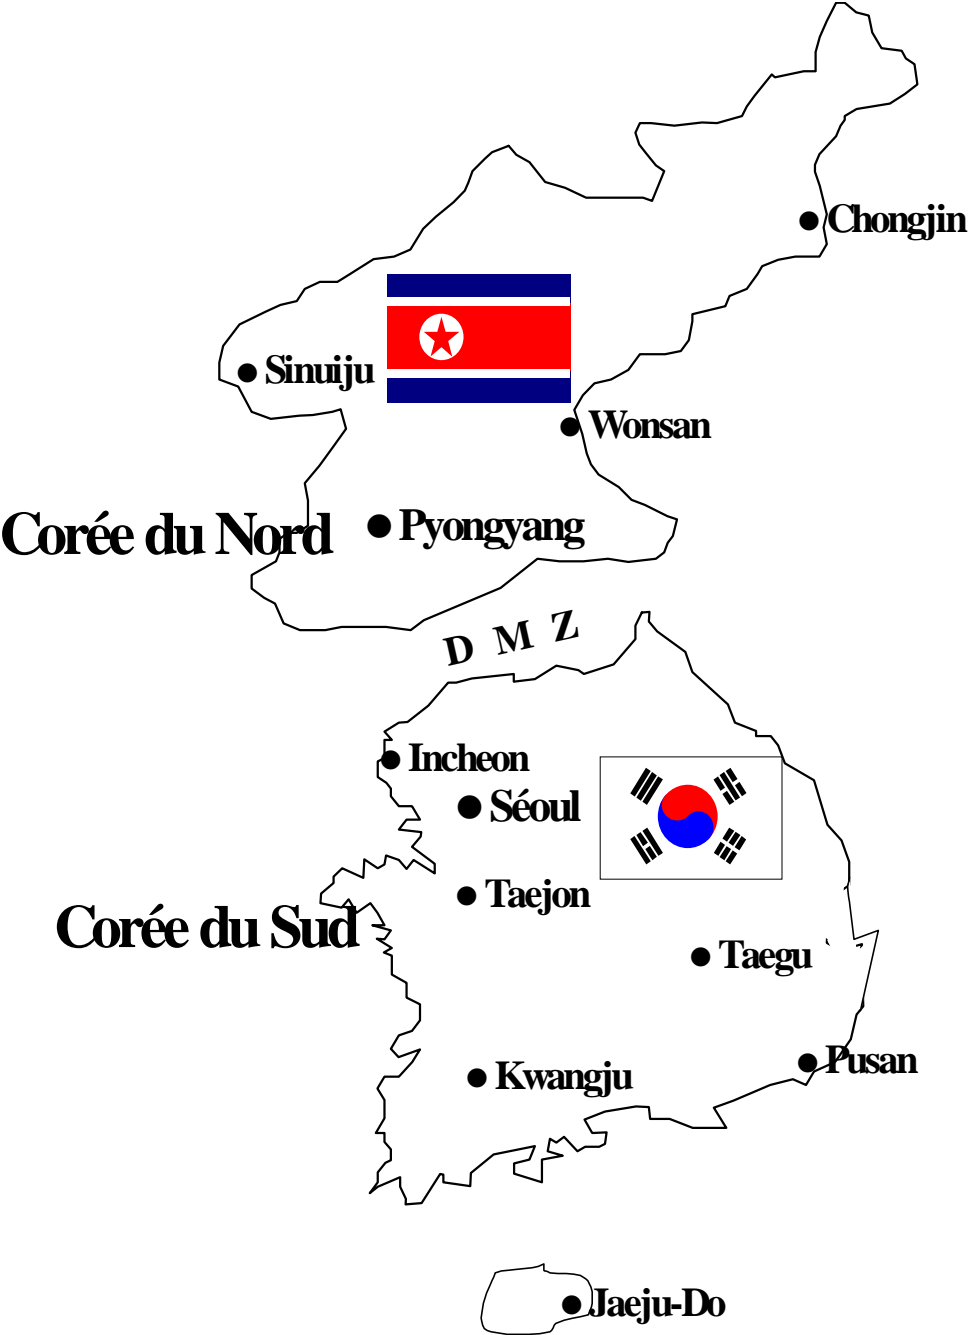 Chongjin
Sinuiju
Wonsan
Corée du Nord
Pyongyang
D M Z
Incheon
Séoul
Taejon
Corée du Sud
Taegu
Pusan
Kwangju
Jaeju-Do